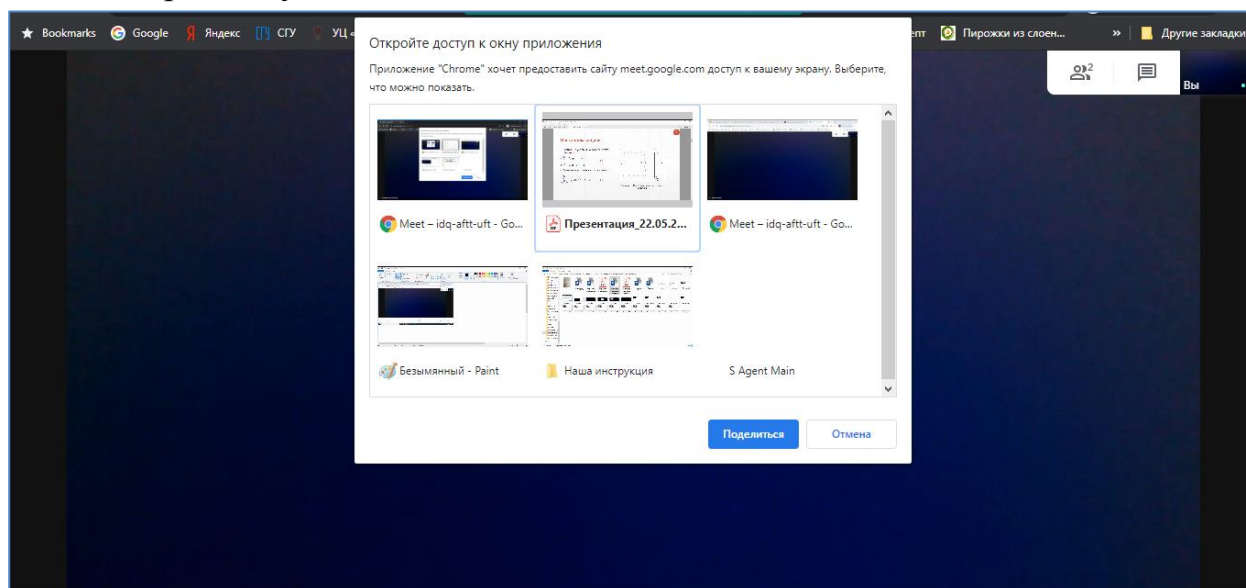 Bookmarks Google Яндекс СГУ УЦ «
Пирожки из слоен... » Другие закладки
2
Вы
Откройте доступ к окну приложения
Приложение "Chrome" хочет предоставить сайту meet.google.com доступ к вашему экрану. Выберите,
что можно показать.
Meet – idq-aftt-uft - Go... Презентация_22.05.2... Meet – idq-aftt-uft - Go...
Безымянный - Paint Наша инструкция S Agent Main
Поделиться Отмена